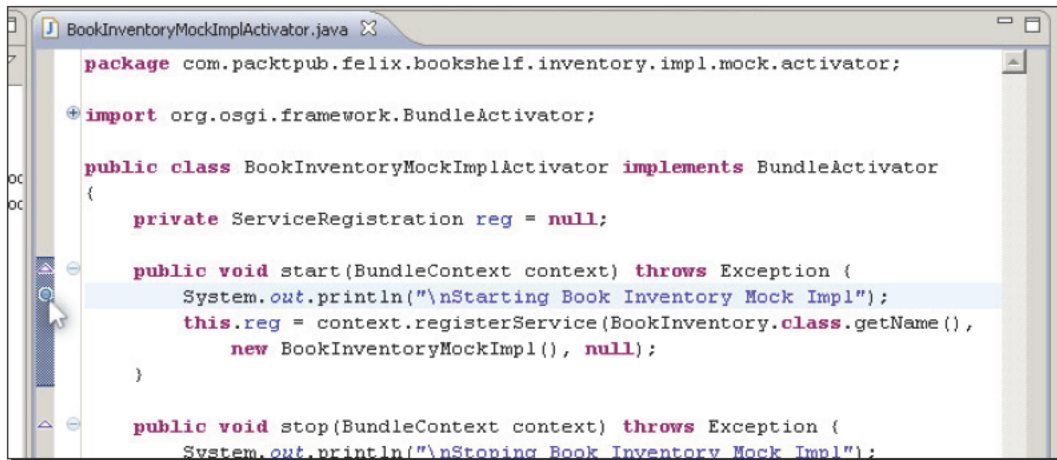 BookInventoryMockImplActivator.java
package com.packtpub.felix.bookshelf.inventory.impl.mock.activator;
import org.osgi.framework.BundleActivator;
public class BookInventoryMockImplActivator implements BundleActivator
{
private ServiceRegistration reg = null;
public void start(BundleContext context) throws Exception {
System.out.println("\nStarting Book Inventory Mock Impl");
this.reg = context.registerService(BookInventory.class.getName(),
new BookInventoryMockImpl(), null);
}
public void stop(BundleContext context) throws Exception {
System.out.println("\nStoping Book Inventory Mock Impl");